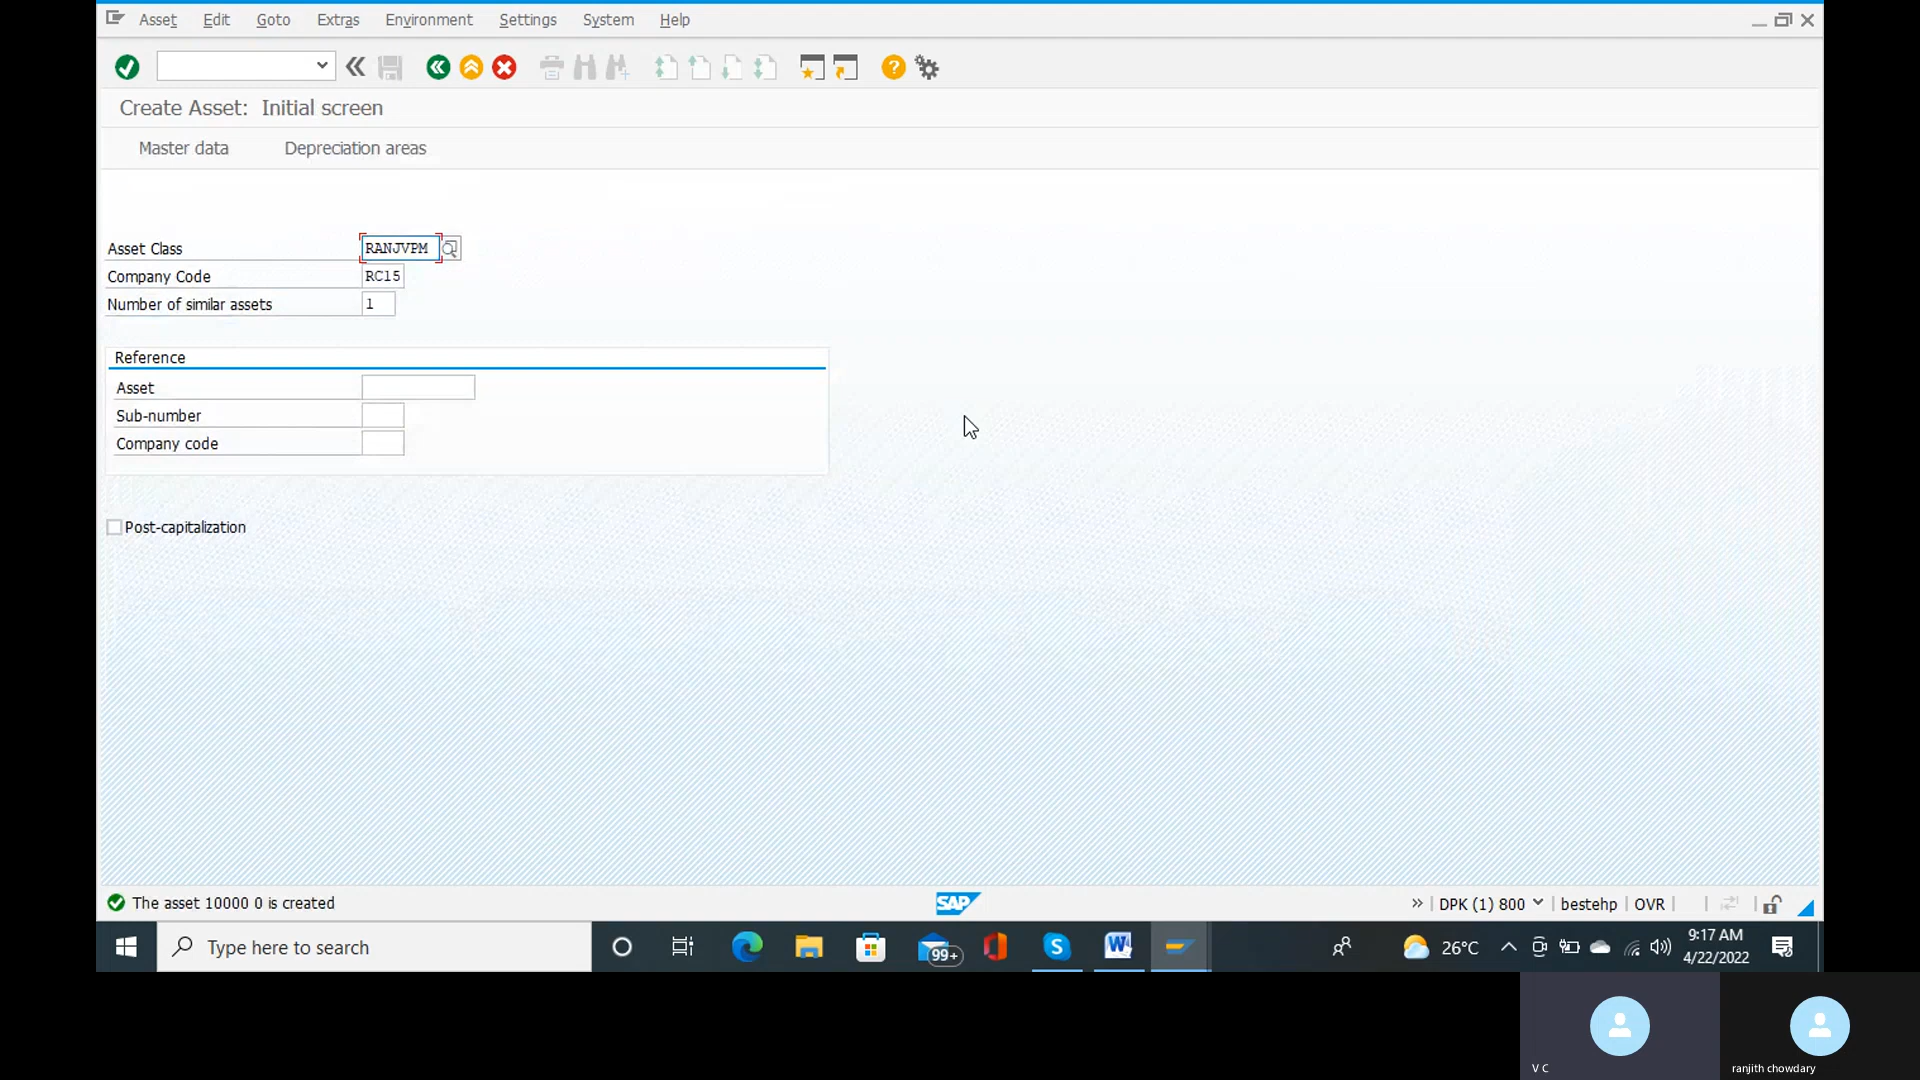 Asset Edit Goto Extras Environment Settings System Help
Create Asset: Initial screen
Master data Depreciation areas
Asset Class RANJVPM
Company Code RC15
Number of similar assets 1
Reference
Asset
Sub-number
Company code
Post-capitalization
The asset 10000 0 is created
SAP
DPK (1) 800 bestehp OVR
Type here to search
99+
26°C
9:17 AM
4/22/2022
V C
ranjith chowdary